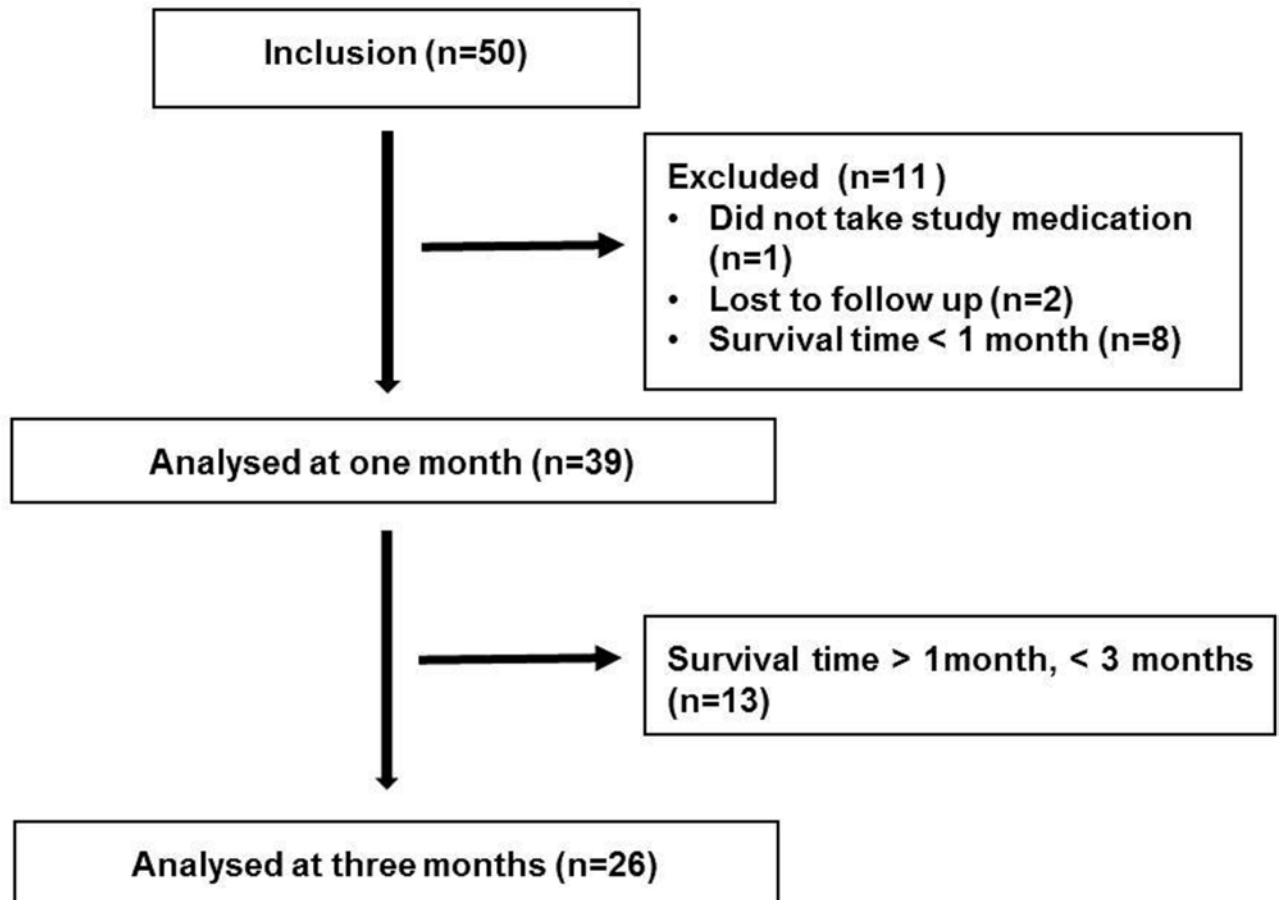 Inclusion (n=50)
Excluded (n=11 )
• Did not take study medication
(n=1)
• Lost to follow up (n=2)
• Survival time < 1 month (n=8)
Analysed at one month (n=39)
Survival time > 1month, < 3 months
(n=13)
Analysed at three months (n=26)